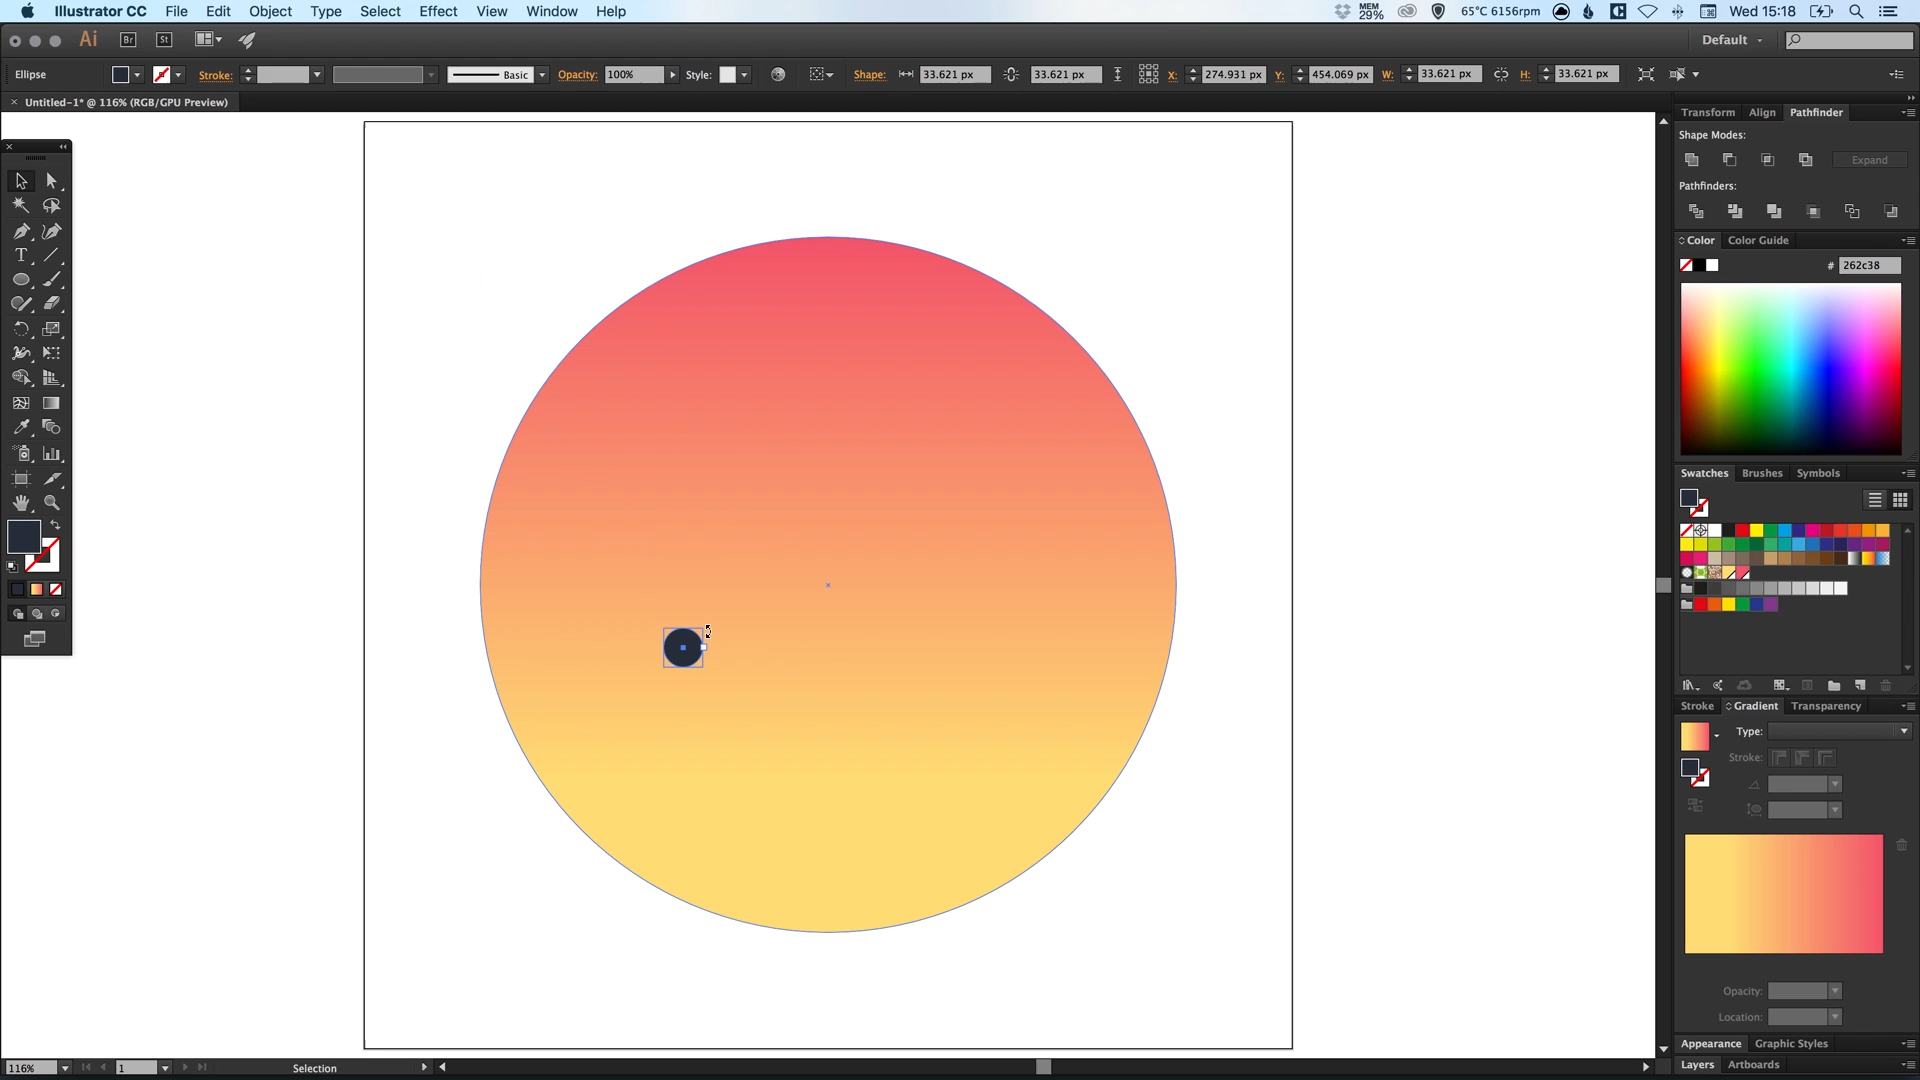 Illustrator CC File Edit Object Type Select Effect View Window Help MEM 29% 65°C 6156rpm Wed 15:18
Ai Br St Default
Ellipse Stroke: Basic Opacity: 100% Style: Shape: 33.621 px 33.621 px X: 274.931 px Y: 454.069 px W: 33.621 px H: 33.621 px
Untitled-1* @ 116% (RGB/GPU Preview)
Transform Align Pathfinder
Shape Modes:
Expand
Pathfinders:
Color Color Guide
# 262c38
Swatches Brushes Symbols
Stroke Gradient Transparency
Type:
Stroke:
Opacity:
Location:
Appearance Graphic Styles
Layers Artboards
116% 1 Selection